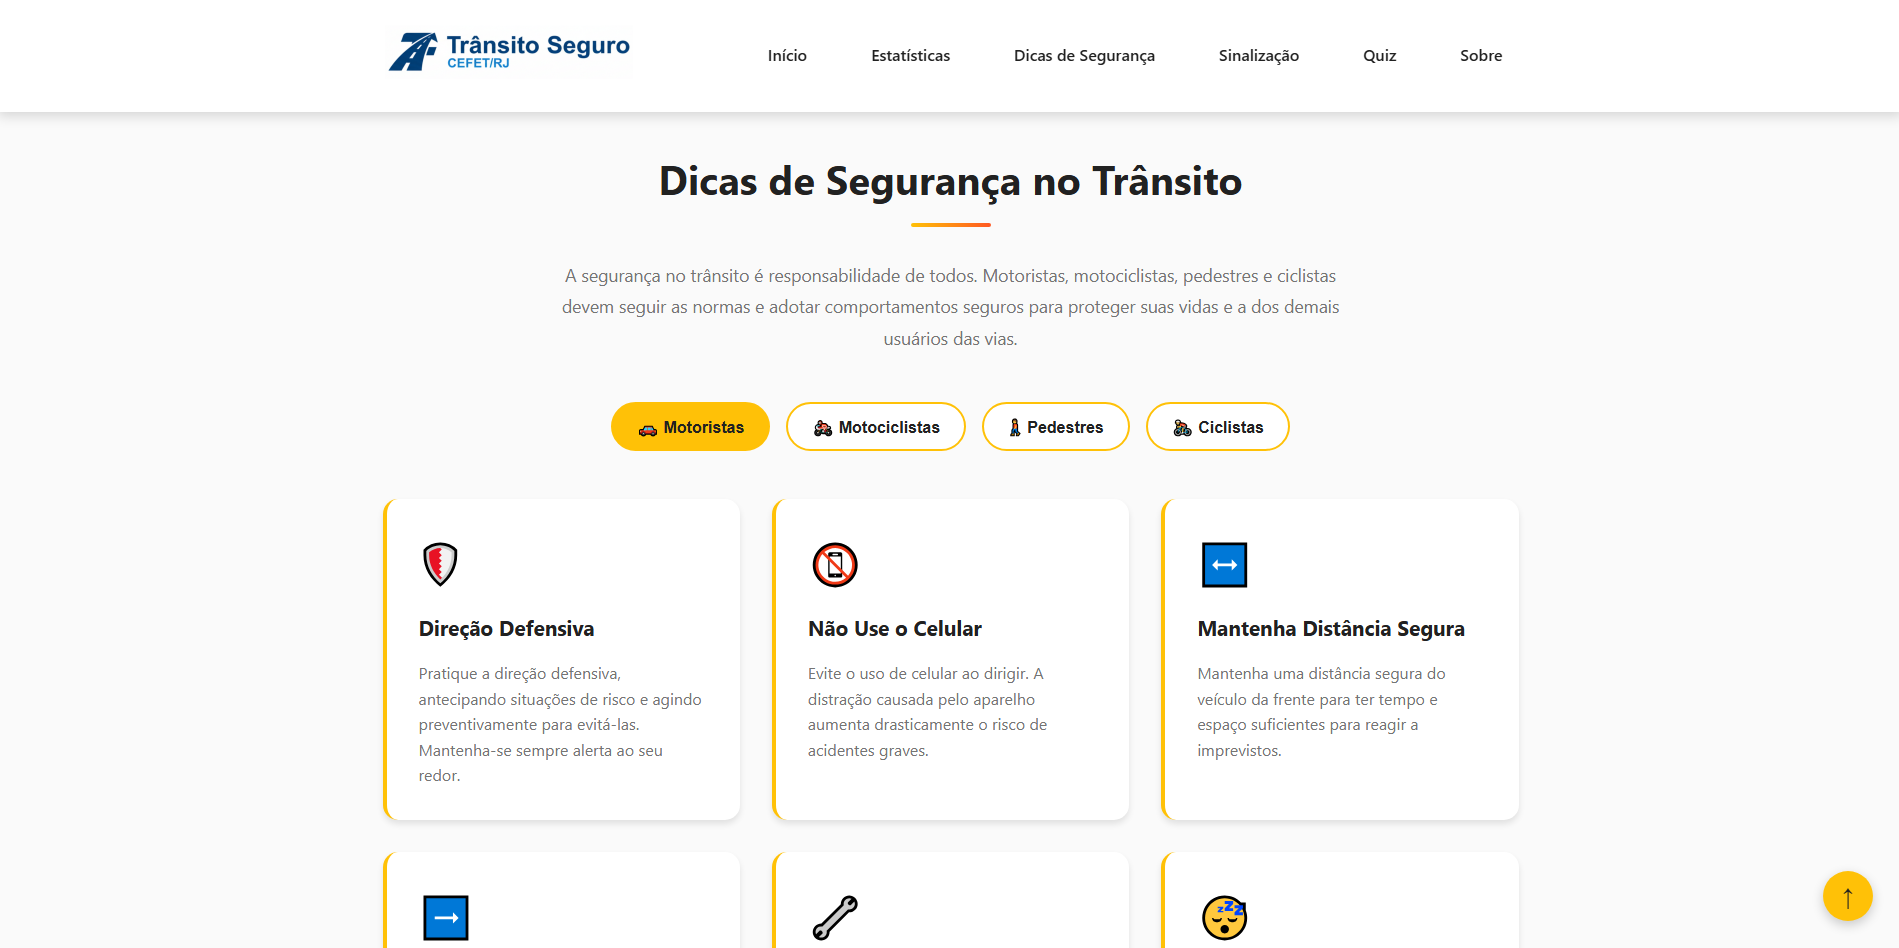 Trânsito Seguro
CEFET/RJ
Início
Estatísticas
Dicas de Segurança
Sinalização
Quiz
Sobre
Dicas de Segurança no Trânsito
A segurança no trânsito é responsabilidade de todos. Motoristas, motociclistas, pedestres e ciclistas
devem seguir as normas e adotar comportamentos seguros para proteger suas vidas e a dos demais
usuários das vias.
Motoristas
Motociclistas
Pedestres
Ciclistas
Direção Defensiva
Pratique a direção defensiva,
antecipando situações de risco e agindo
preventivamente para evitá-las.
Mantenha-se sempre alerta ao seu
redor.
Não Use o Celular
Evite o uso de celular ao dirigir. A
distração causada pelo aparelho
aumenta drasticamente o risco de
acidentes graves.
Mantenha Distância Segura
Mantenha uma distância segura do
veículo da frente para ter tempo e
espaço suficientes para reagir a
imprevistos.